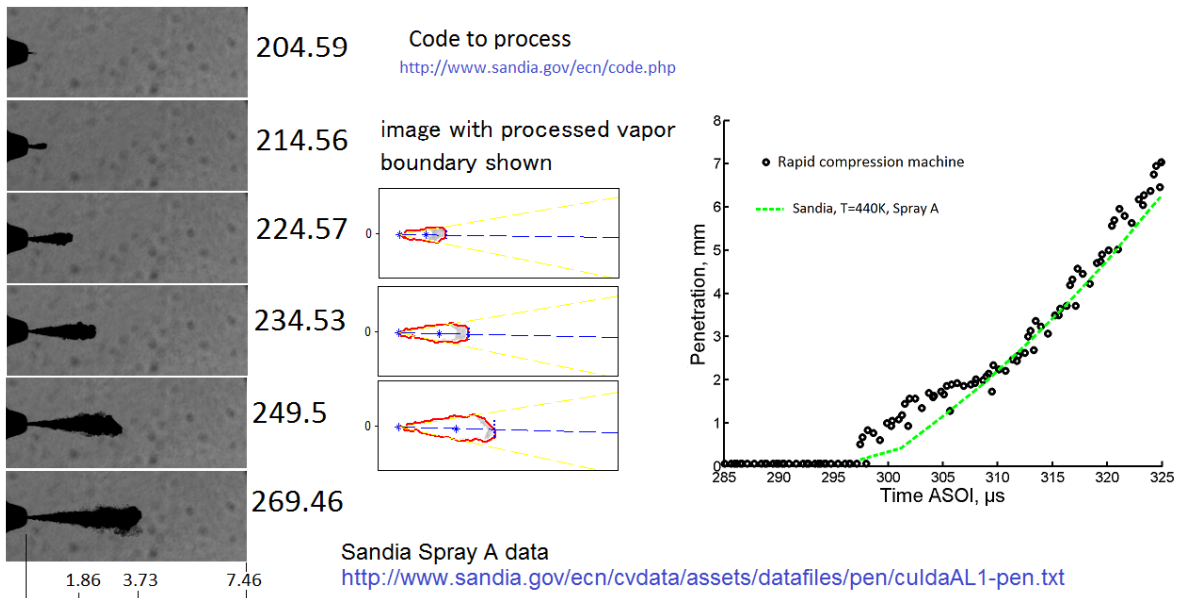 204.59
214.56
224.57
234.53
249.5
269.46
1.86 3.73 7.46
Code to process
http://www.sandia.gov/ecn/code.php
image with processed vapor
boundary shown
0
0
0
8
7
6
5
4
3
2
1
0
Penetration, mm
Rapid compression machine
Sandia, T=440K, Spray A
285 290 295 300 305 310 315 320 325
Time ASOI, µs
Sandia Spray A data
http://www.sandia.gov/ecn/cvdata/assets/datafiles/pen/culdaAL1-pen.txt